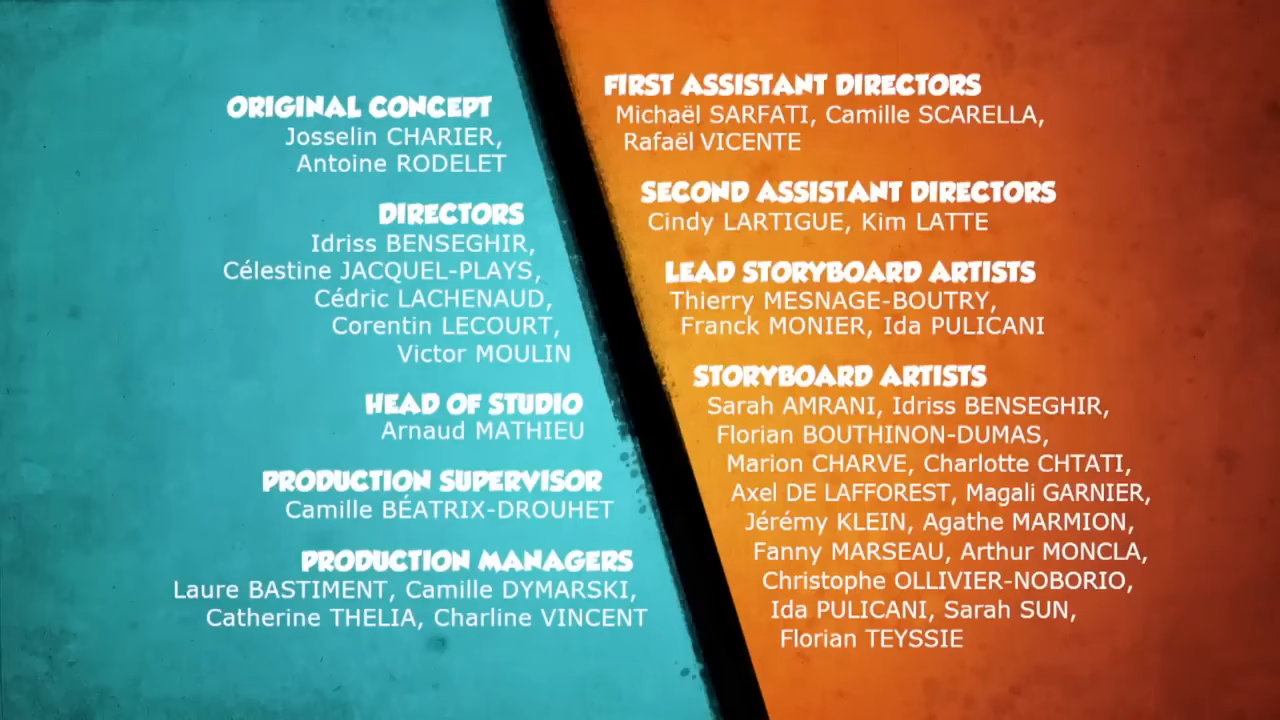 ORIGINAL CONCEPT
Josselin CHARIER,
Antoine RODELET
DIRECTORS
Idriss BENSEGHIR,
Célestine JACQUEL-PLAYS,
Cédric LACHENAUD,
Corentin LECOURT,
Victor MOULIN
HEAD OF STUDIO
Arnaud MATHIEU
PRODUCTION SUPERVISOR
Camille BÉATRIX-DROUHET
PRODUCTION MANAGERS
Laure BASTIMENT, Camille DYMARSKI,
Catherine THELIA, Charline VINCENT
FIRST ASSISTANT DIRECTORS
Michaël SARFATI, Camille SCARELLA,
Rafaël VICENTE
SECOND ASSISTANT DIRECTORS
Cindy LARTIGUE, Kim LATTE
LEAD STORYBOARD ARTISTS
Thierry MESNAGE-BOUTRY,
Franck MONIER, Ida PULICANI
STORYBOARD ARTISTS
Sarah AMRANI, Idriss BENSEGHIR,
Florian BOUTHINON-DUMAS,
Marion CHARVE, Charlotte CHTATI,
Axel DE LAFFOREST, Magali GARNIER,
Jérémy KLEIN, Agathe MARMION,
Fanny MARSEAU, Arthur MONCLA,
Christophe OLLIVIER-NOBORIO,
Ida PULICANI, Sarah SUN,
Florian TEYSSIE